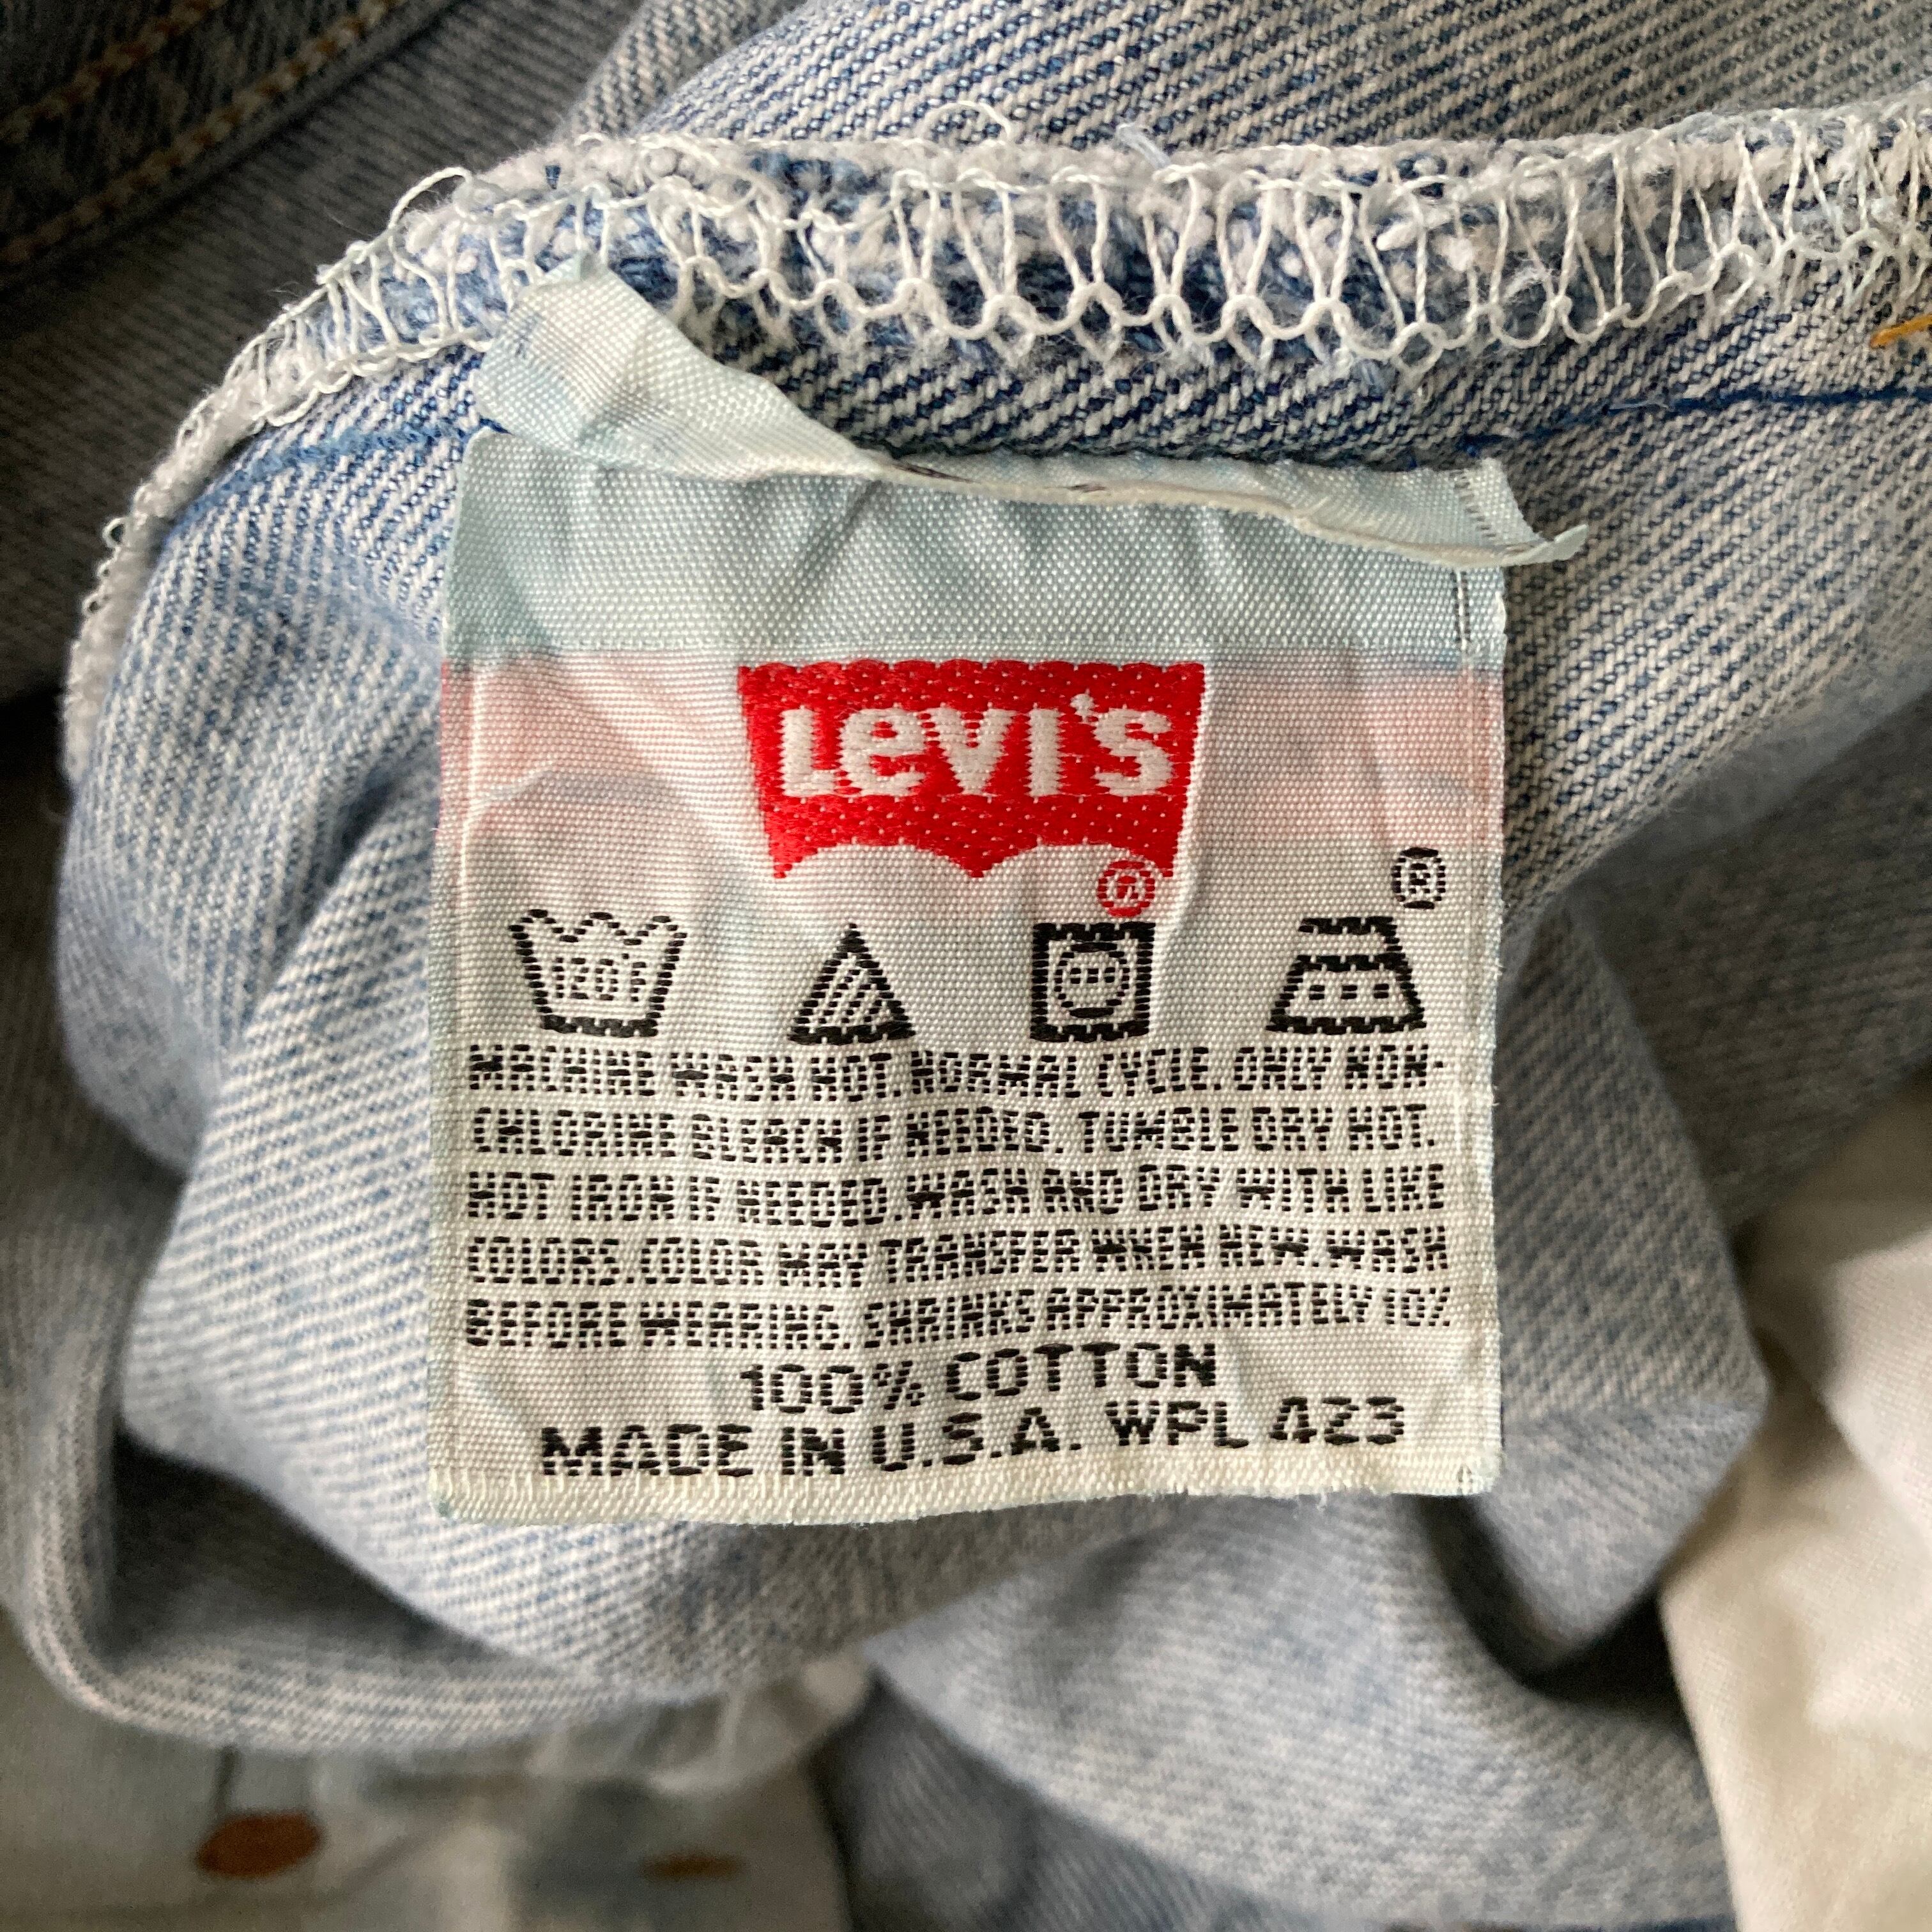 Levi's
®
®
120F
MACHINE WASH HOT. NORMAL CYCLE. ONLY NON-
CHLORINE BLEACH IF NEEDED. TUMBLE DRY HOT.
HOT IRON IF NEEDED. WASH AND DRY WITH LIKE
COLORS. COLOR MAY TRANSFER WHEN NEW. WASH
BEFORE WEARING. SHRINKS APPROXIMATELY 10%
100% COTTON
MADE IN U.S.A. WPL 423